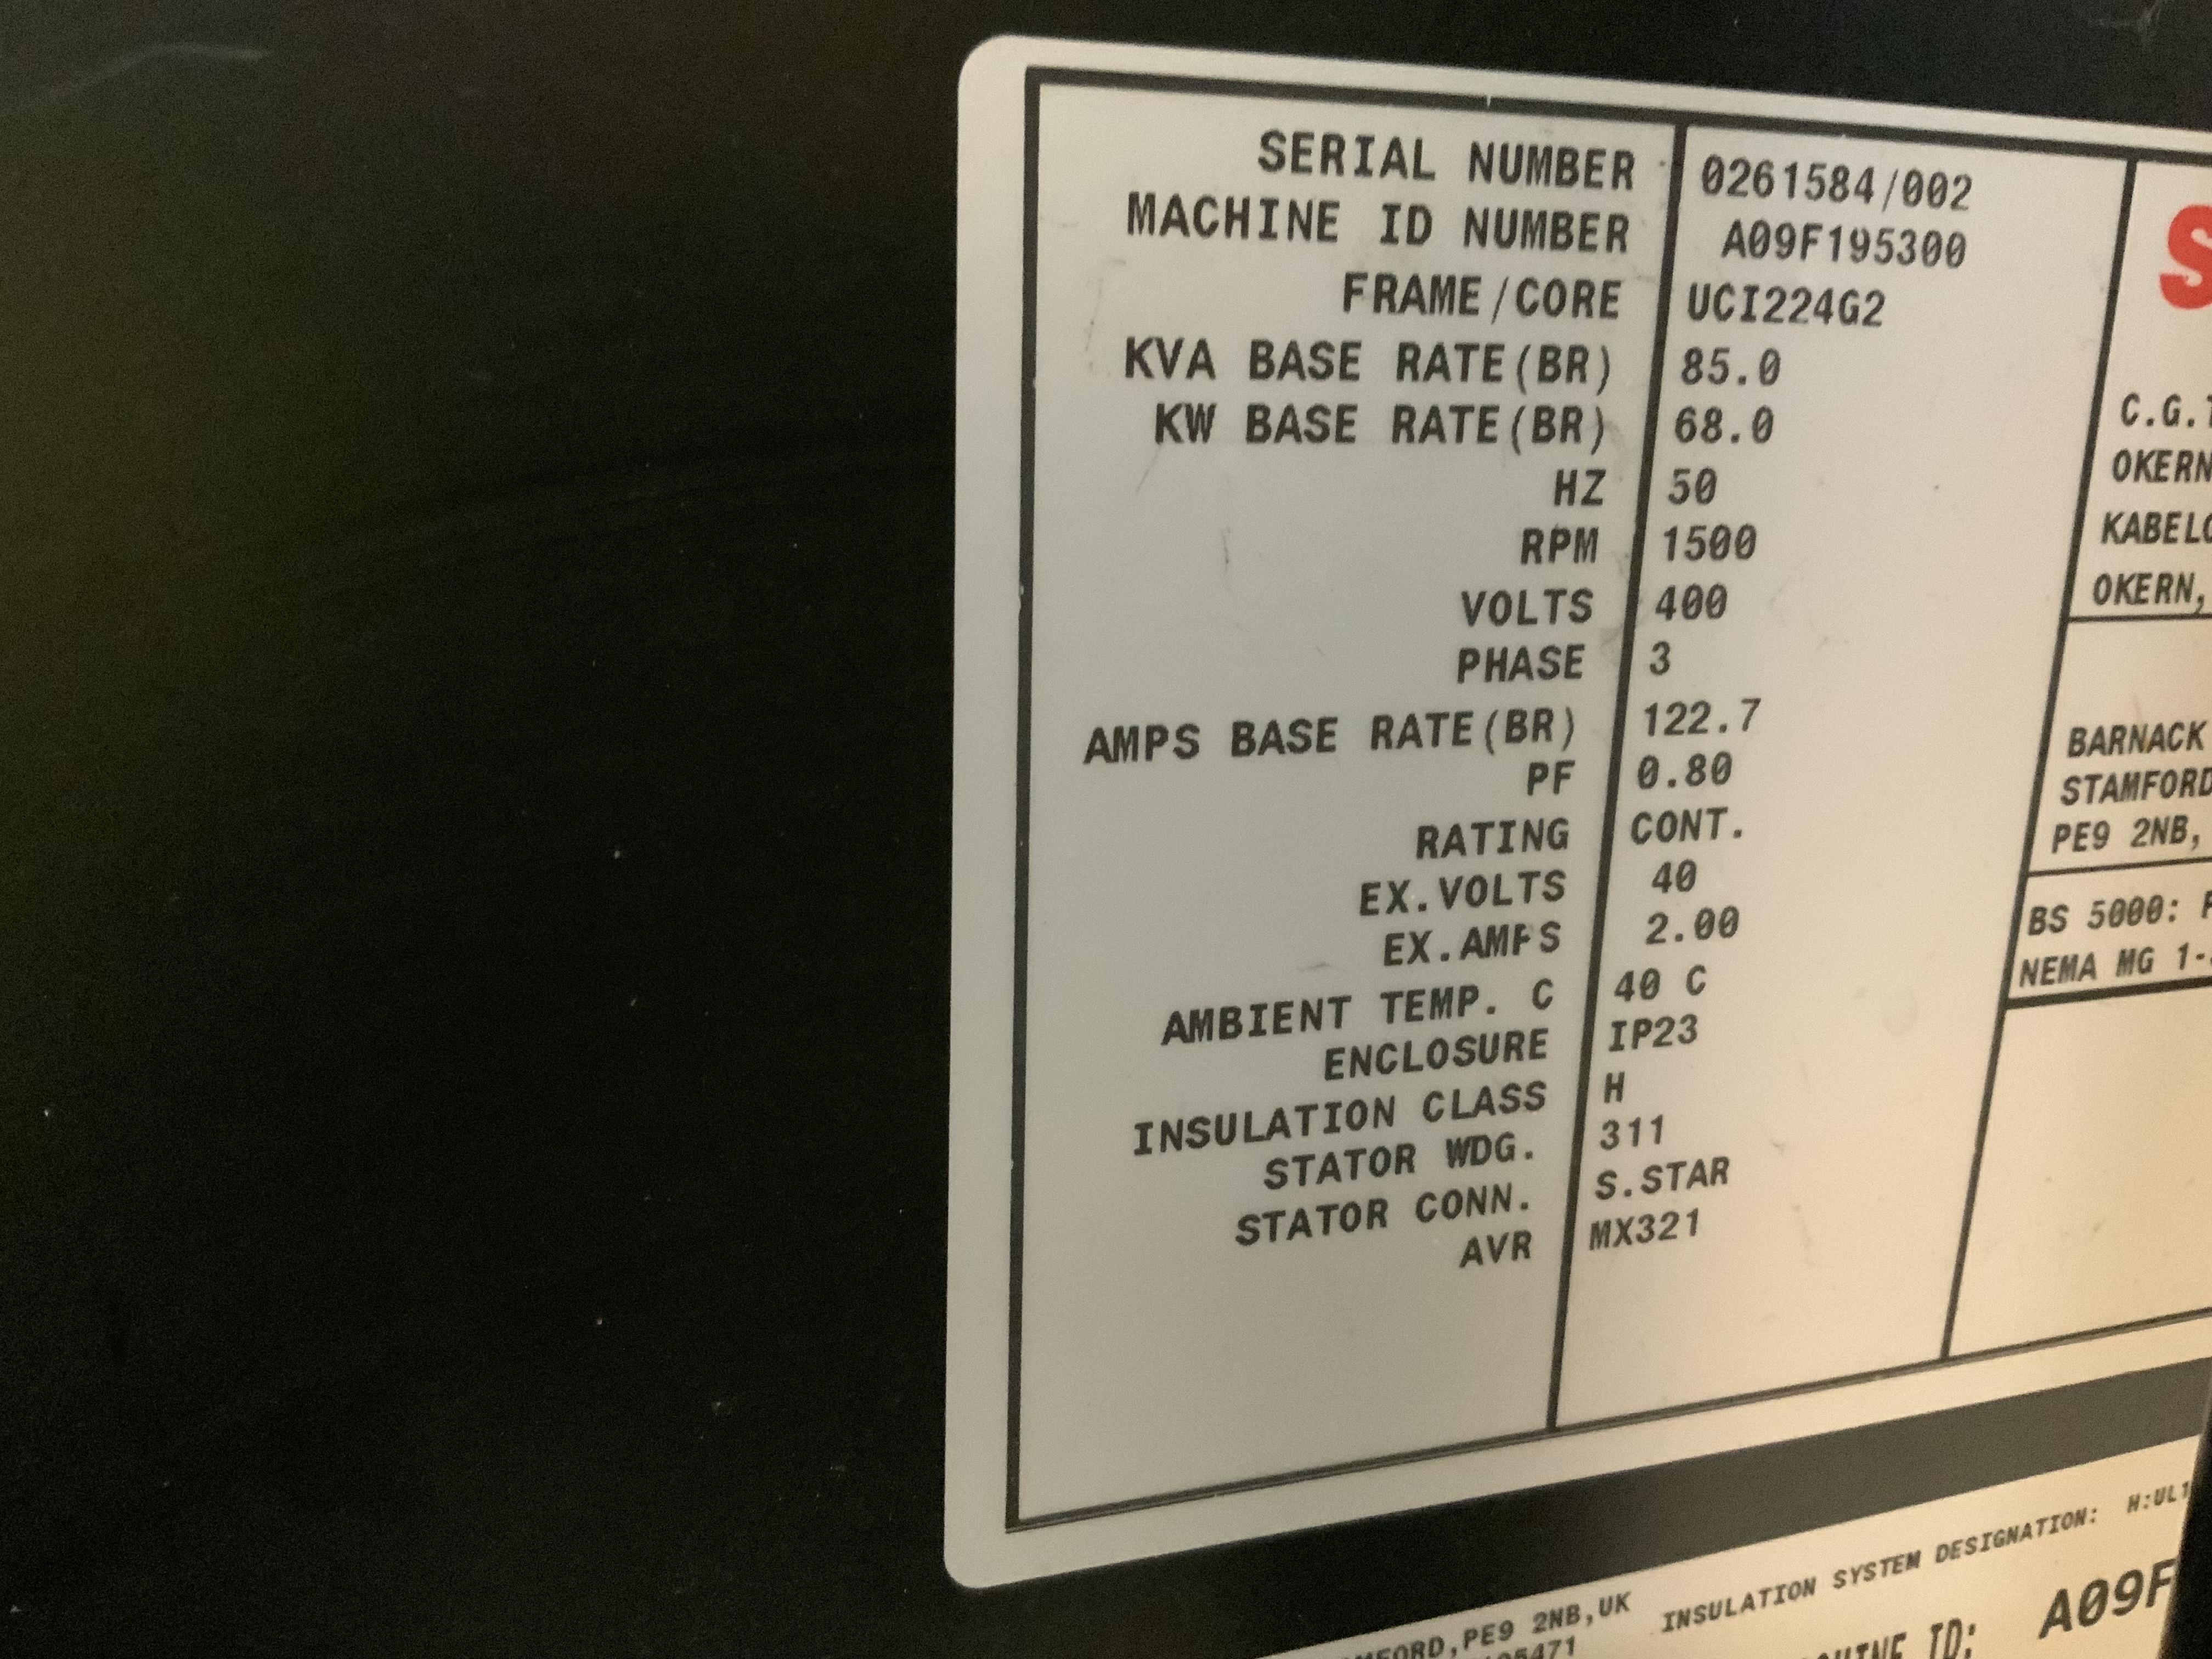 SERIAL NUMBER 0261584/002
MACHINE ID NUMBER A09F195300
FRAME/CORE UCI224G2
KVA BASE RATE(BR) 85.0
KW BASE RATE(BR) 68.0
HZ 50
RPM 1500
VOLTS 400
PHASE 3
AMPS BASE RATE(BR) 122.7
PF 0.80
RATING CONT.
EX.VOLTS 40
EX.AMPS 2.00
AMBIENT TEMP. C 40 C
ENCLOSURE IP23
INSULATION CLASS H
STATOR WDG. 311
STATOR CONN. S.STAR
AVR MX321
S
C.G.
OKERN
OKERN,
BARNACK
STAMFORD
PE9 2NB,
BS 5000:
NEMA MG 1-
PE9 2NB,UK
INSULATION SYSTEM DESIGNATION:
ID:
A09F